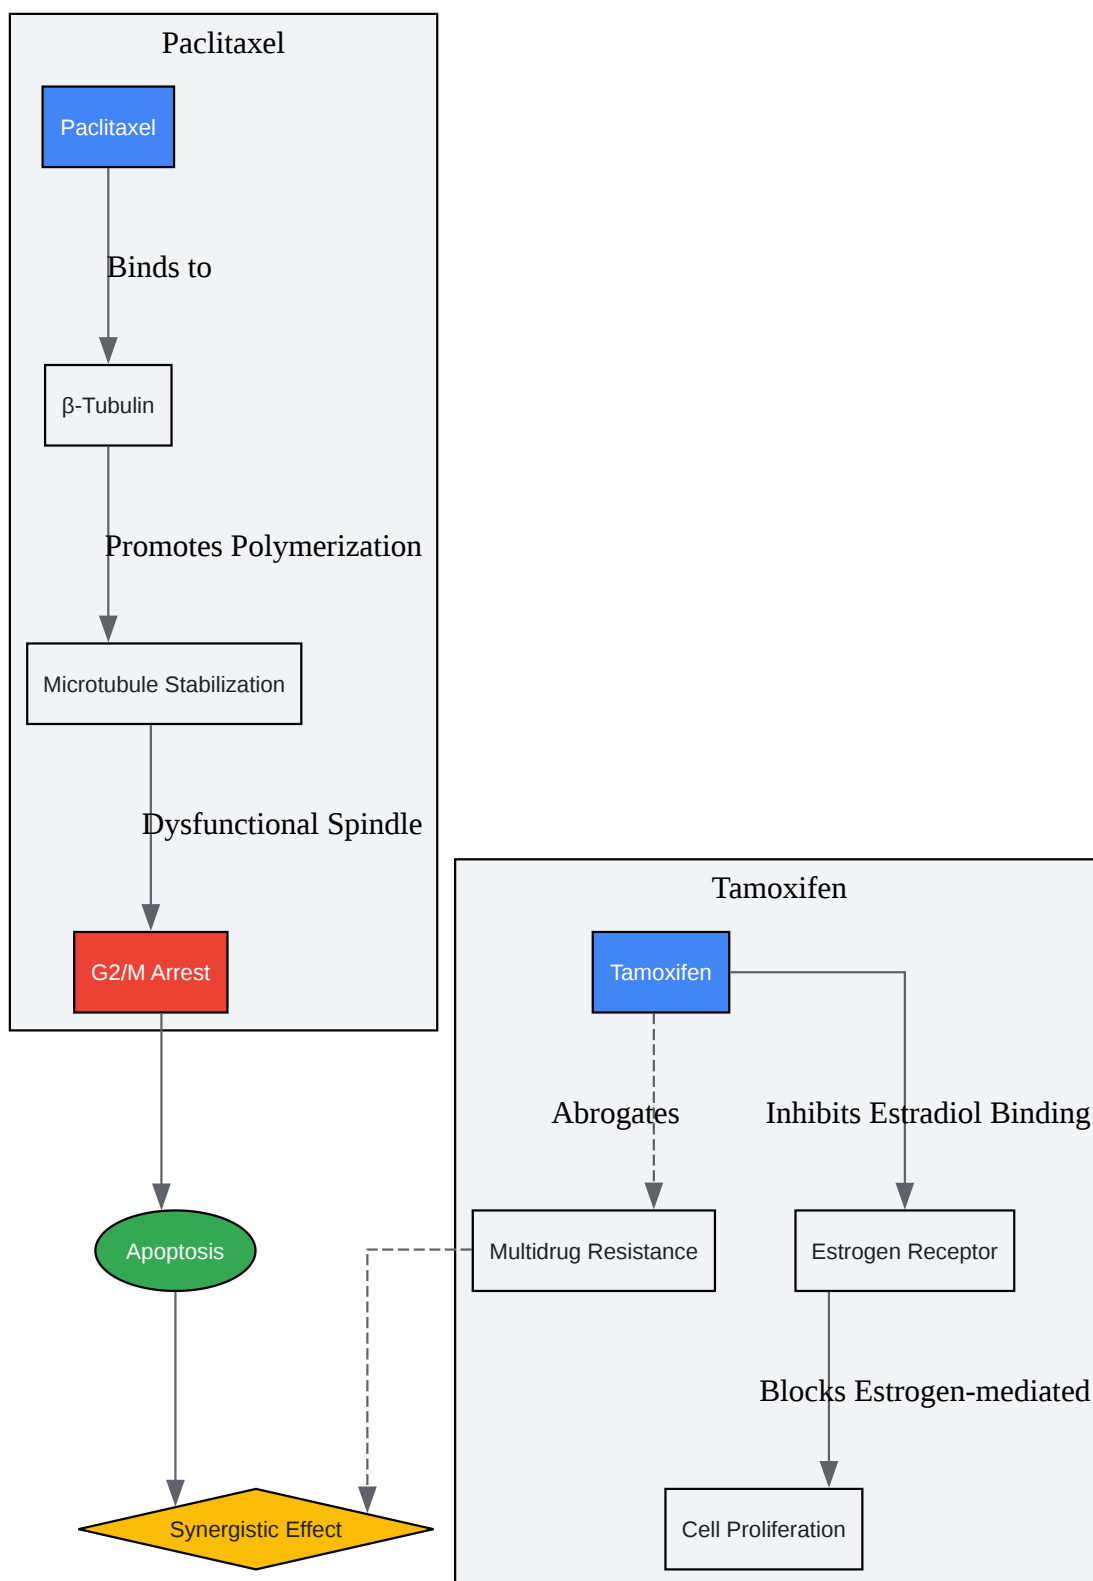 Paclitaxel
Paclitaxel
Binds to
β-Tubulin
Promotes Polymerization
Microtubule Stabilization
Dysfunctional Spindle
G2/M Arrest
Apoptosis
Synergistic Effect
Tamoxifen
Tamoxifen
Abrogates
Inhibits Estradiol Binding
Multidrug Resistance
Estrogen Receptor
Blocks Estrogen-mediated
Cell Proliferation